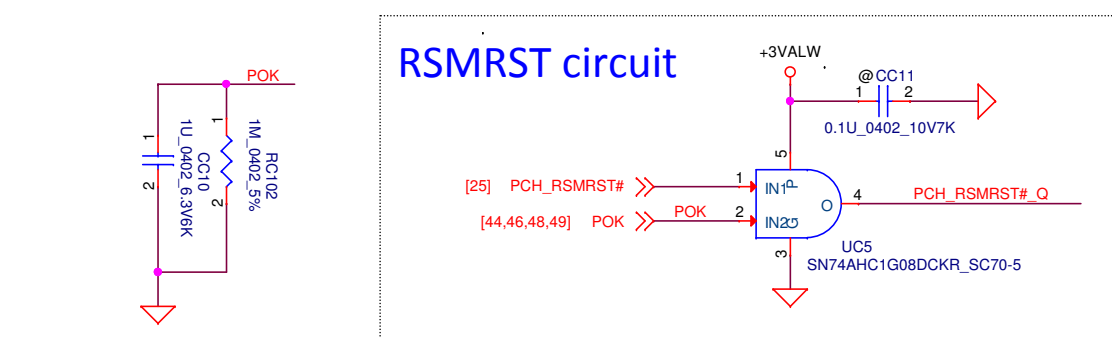 RSMRST circuit
POK
1
2
1U_0402_6.3V6K
CC10
1
2
1M_0402_5%
RC102
+3VALW
@ CC11
1 2
0.1U_0402_10V7K
5
[25] PCH_RSMRST# 1 IN1 P
[44,46,48,49] POK POK 2 IN2 G
O 4 PCH_RSMRST#_Q
3
UC5
SN74AHC1G08DCKR_SC70-5